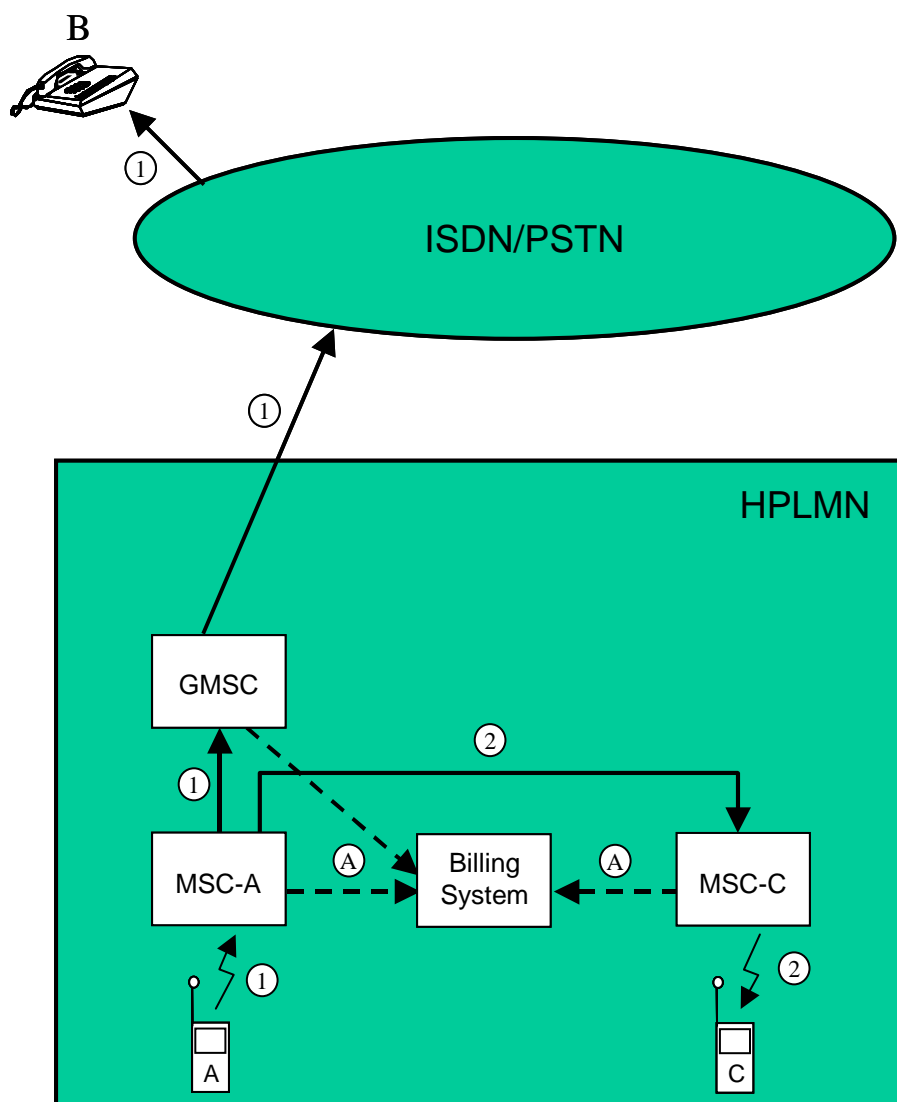 B
1
ISDN/PSTN
1
HPLMN
GMSC
2
1
MSC-A
A
Billing
System
A
MSC-C
1
2
A
C